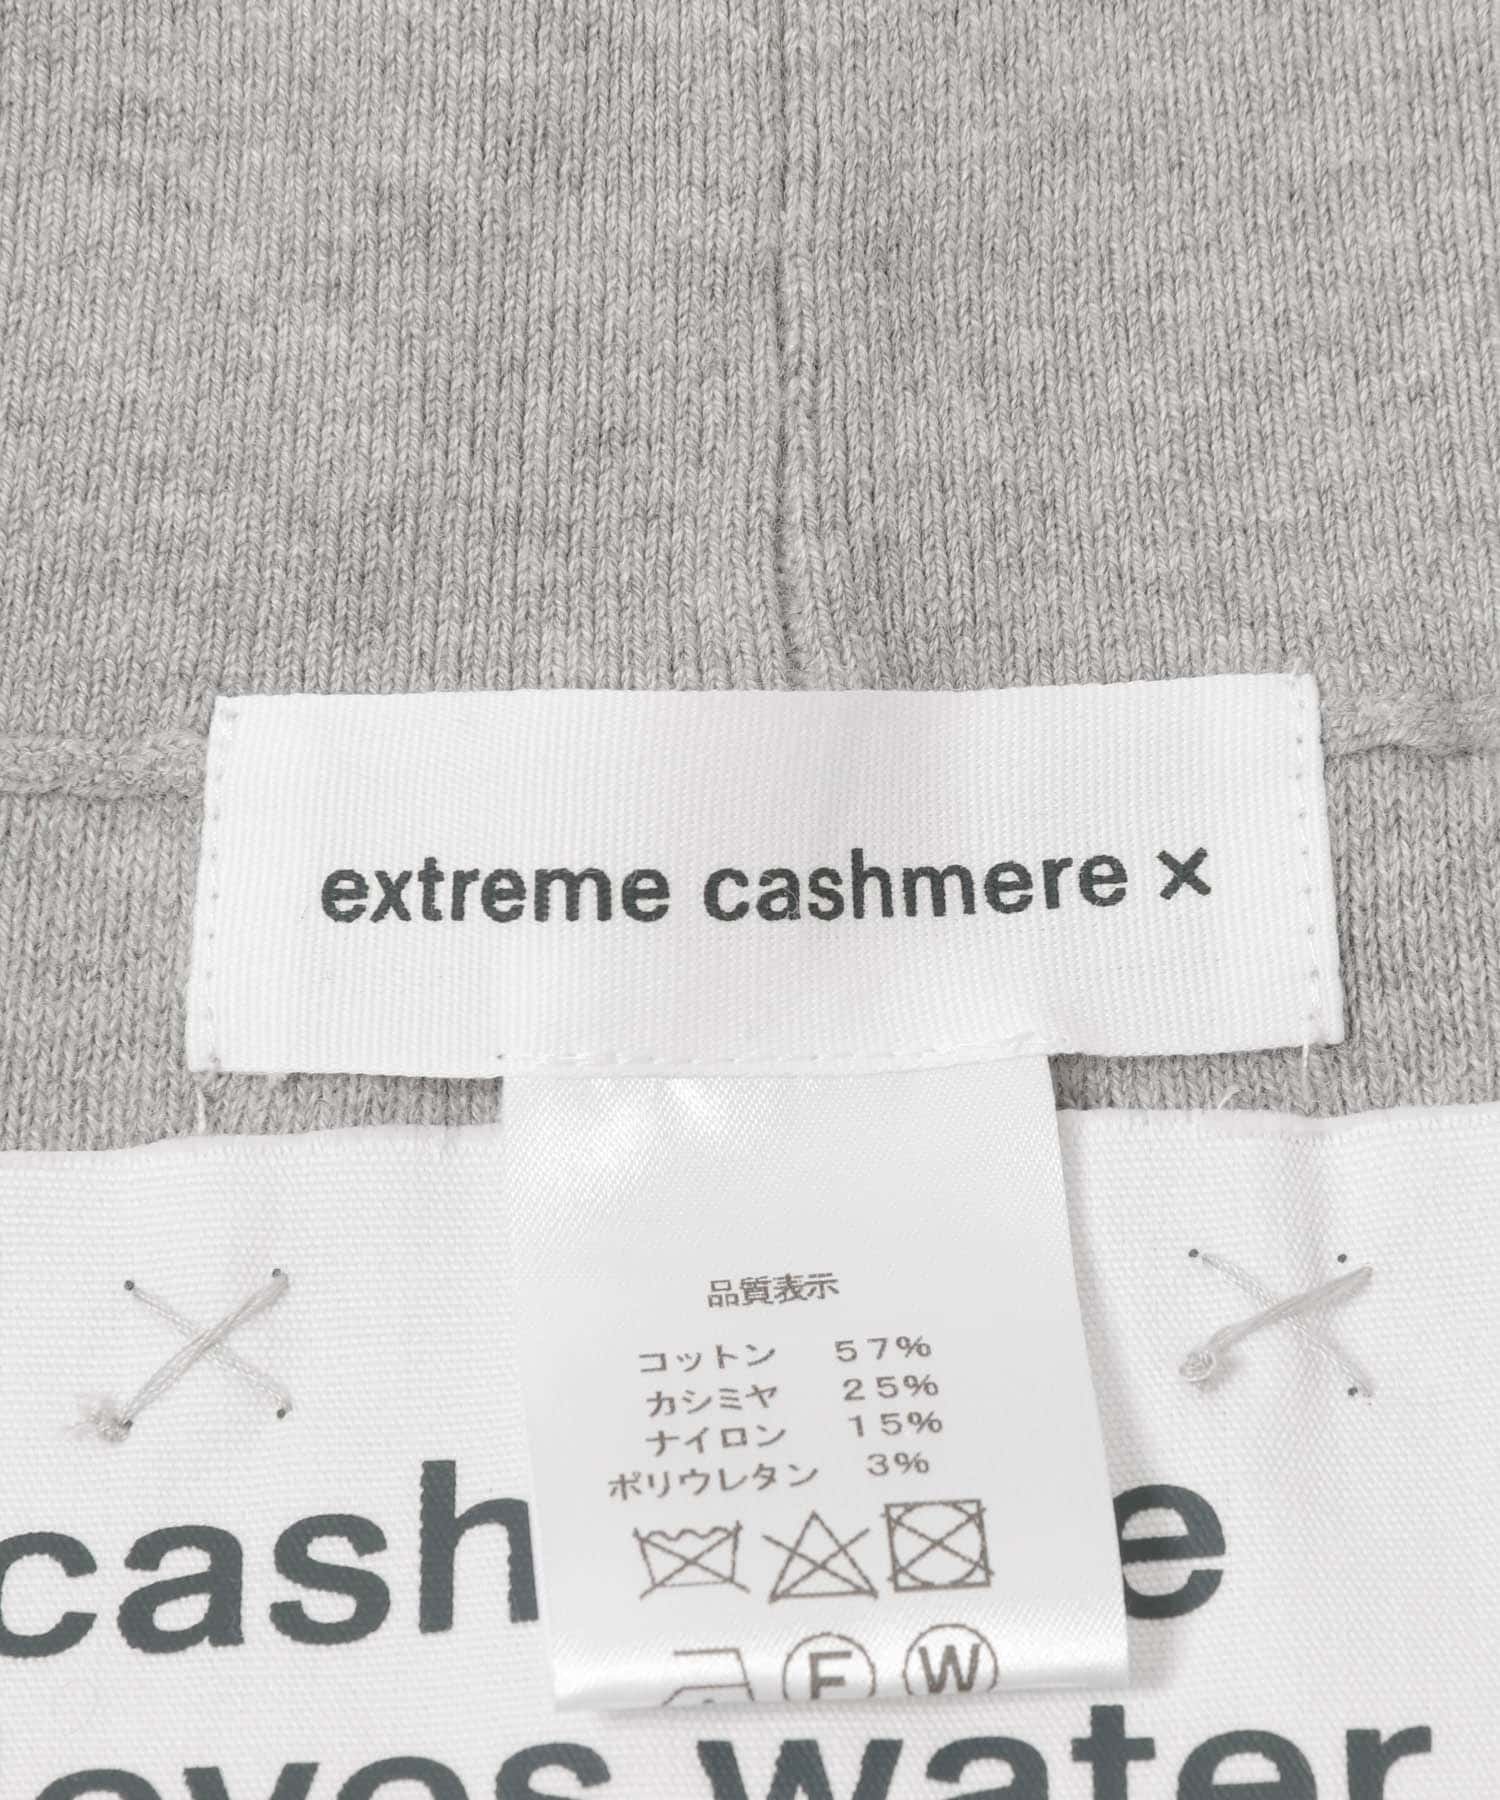 extreme cashmere ×
品質表示
コットン 57%
カシミヤ 25%
ナイロン 15%
ポリウレタン 3%
F W
water